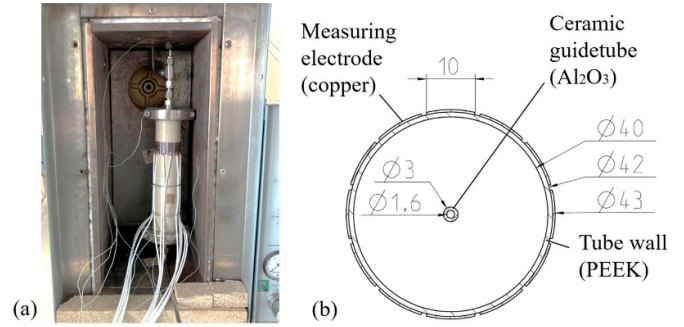 (a)
Measuring
electrode
(copper)
Ceramic
guidetube
(Al2O3)
10
Ø40
Ø42
Ø43
Ø3
Ø1,6
Tube wall
(PEEK)
(b)